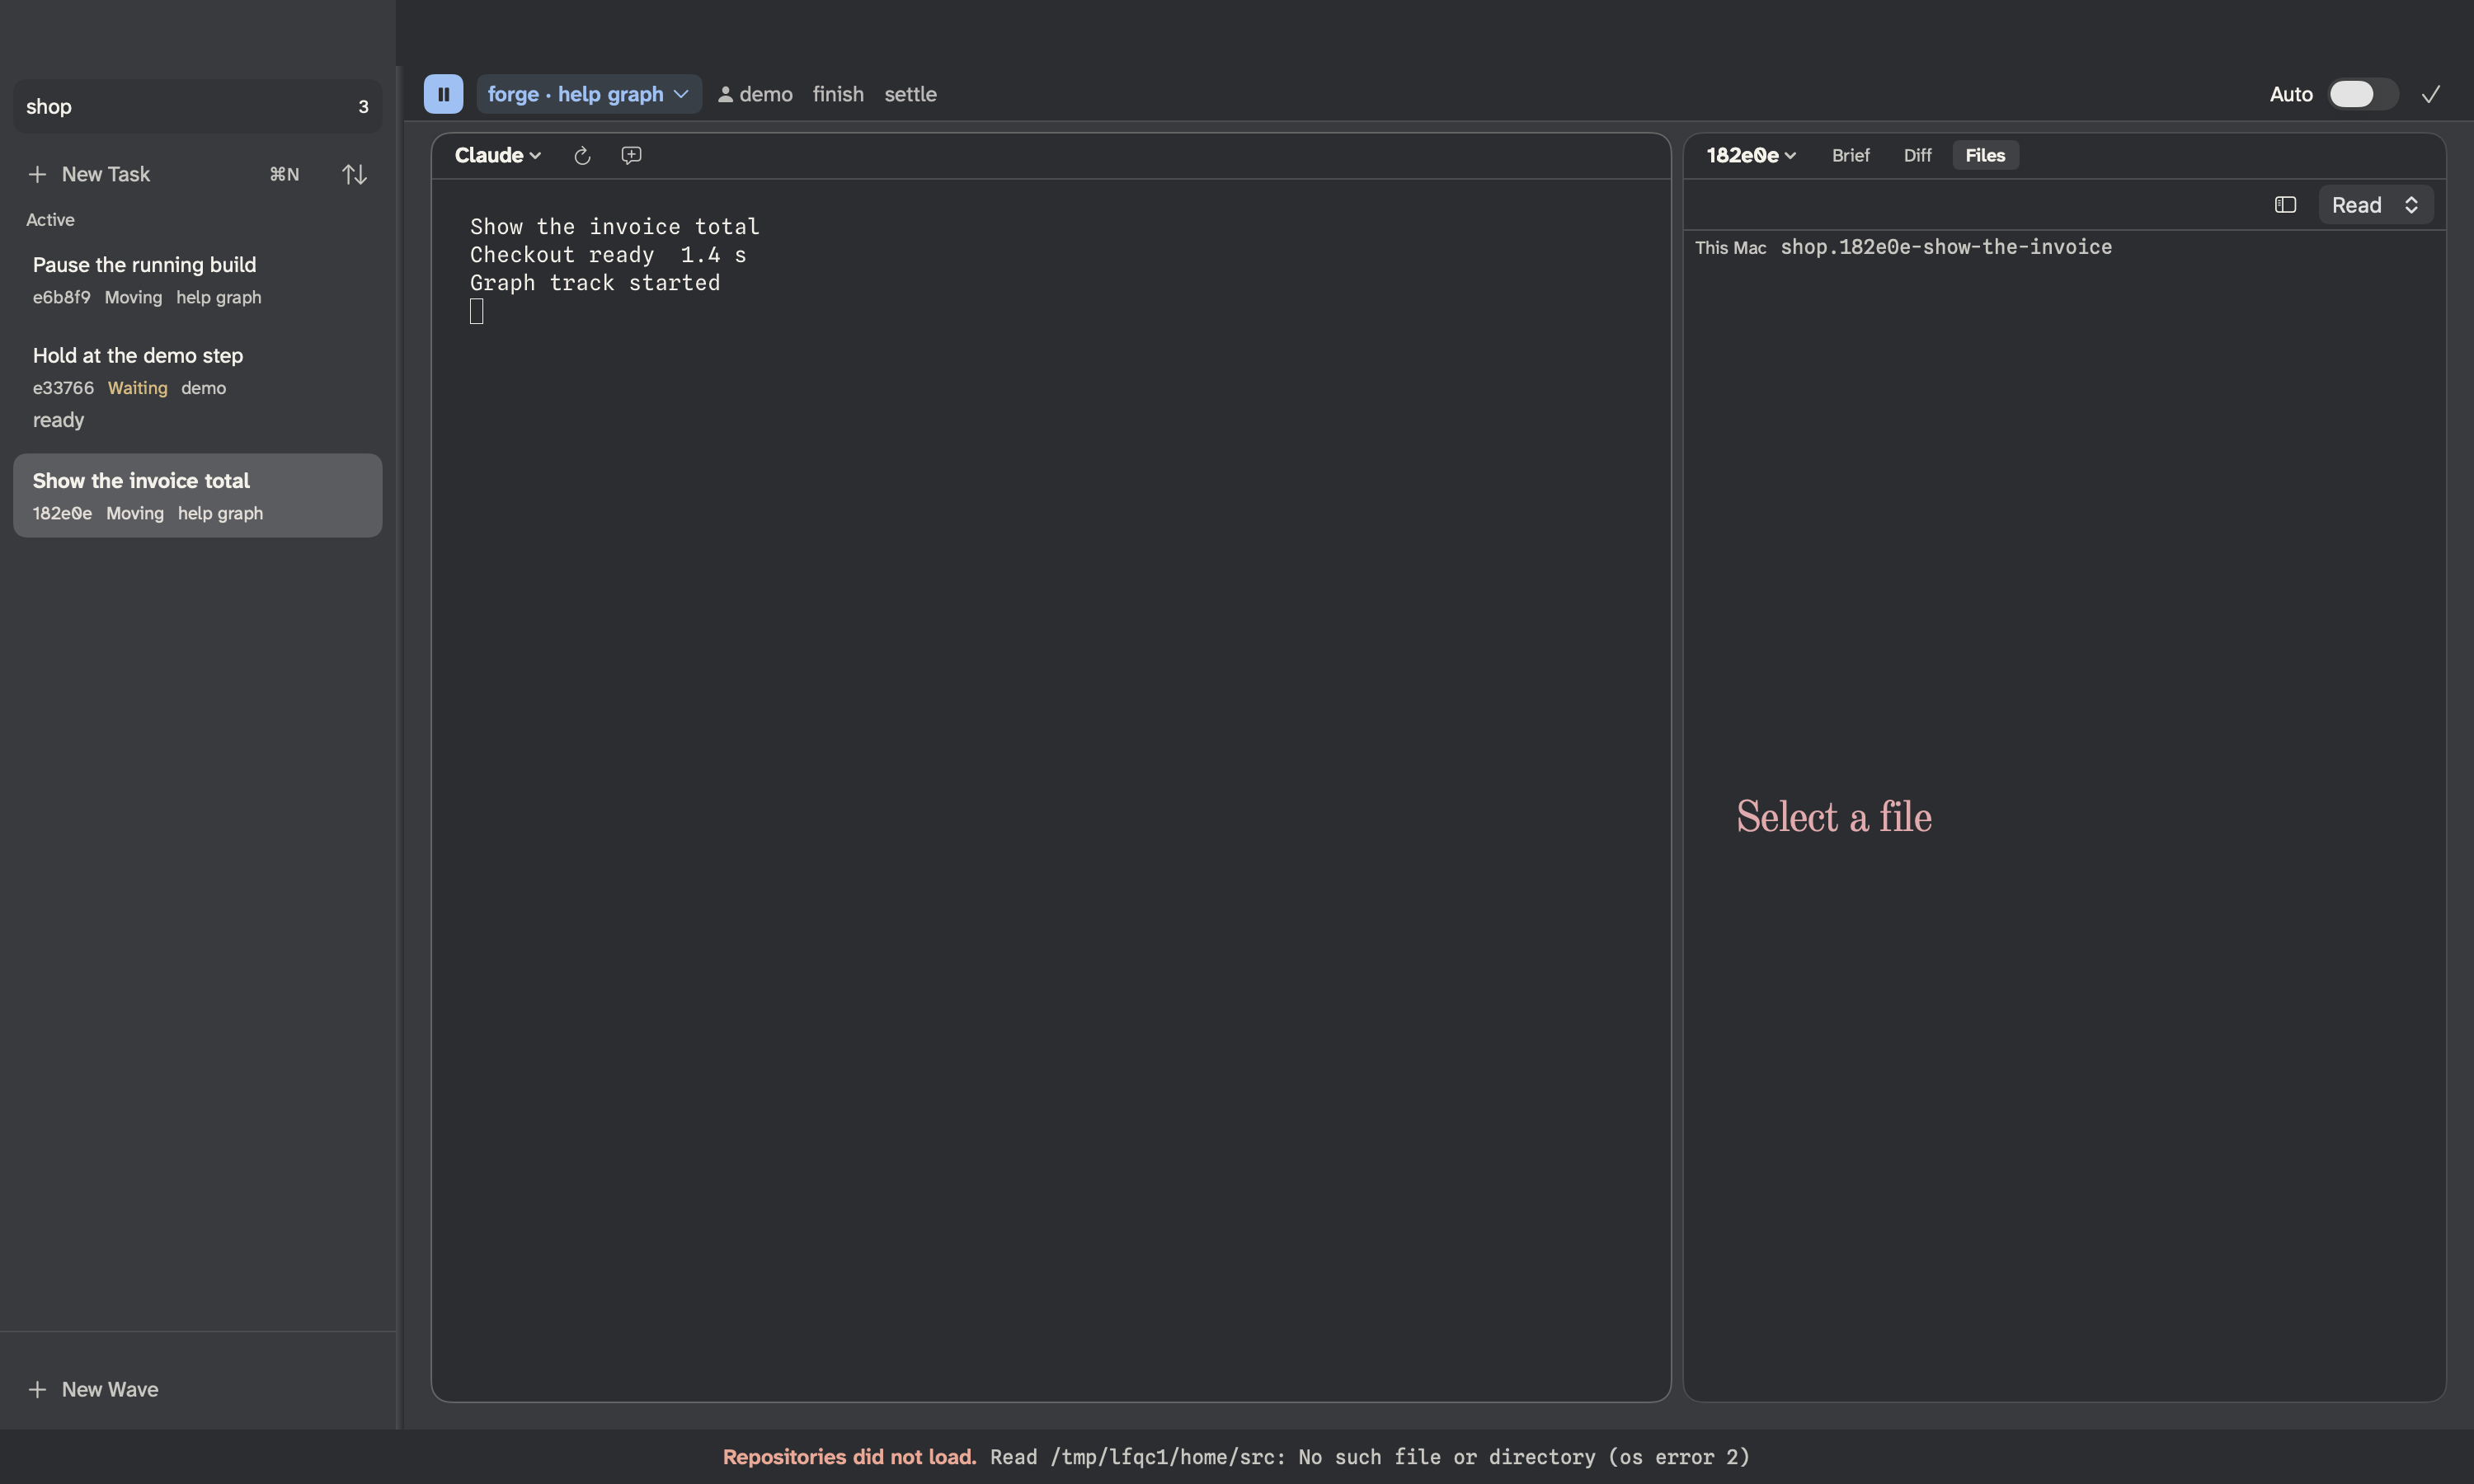 shop 3
New Task ⌘N
Active
Pause the running build
e6b8f9 Moving help graph
Hold at the demo step
e33766 Waiting demo
ready
Show the invoice total
182e0e Moving help graph
New Wave
forge · help graph demo finish settle Auto
Claude
Show the invoice total
Checkout ready 1.4 s
Graph track started
182e0e Brief Diff Files
Read
This Mac shop.182e0e-show-the-invoice
Select a file
Repositories did not load. Read /tmp/lfqc1/home/src: No such file or directory (os error 2)